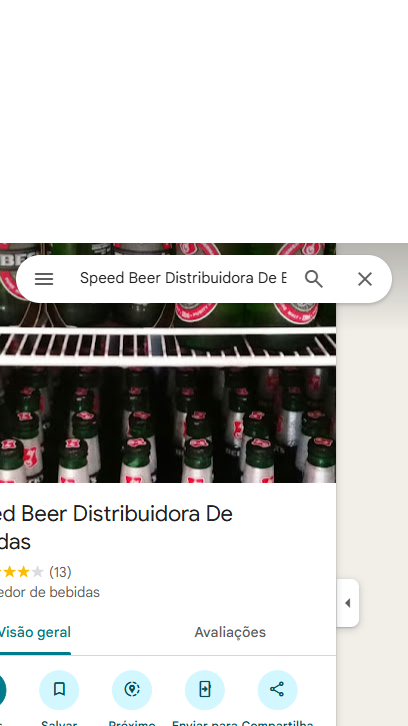 Speed Beer Distribuidora De B
ed Beer Distribuidora De
das
(13)
edor de bebidas
Visão geral
Avaliações
Salvar
Próximo
Enviar para
Compartilha